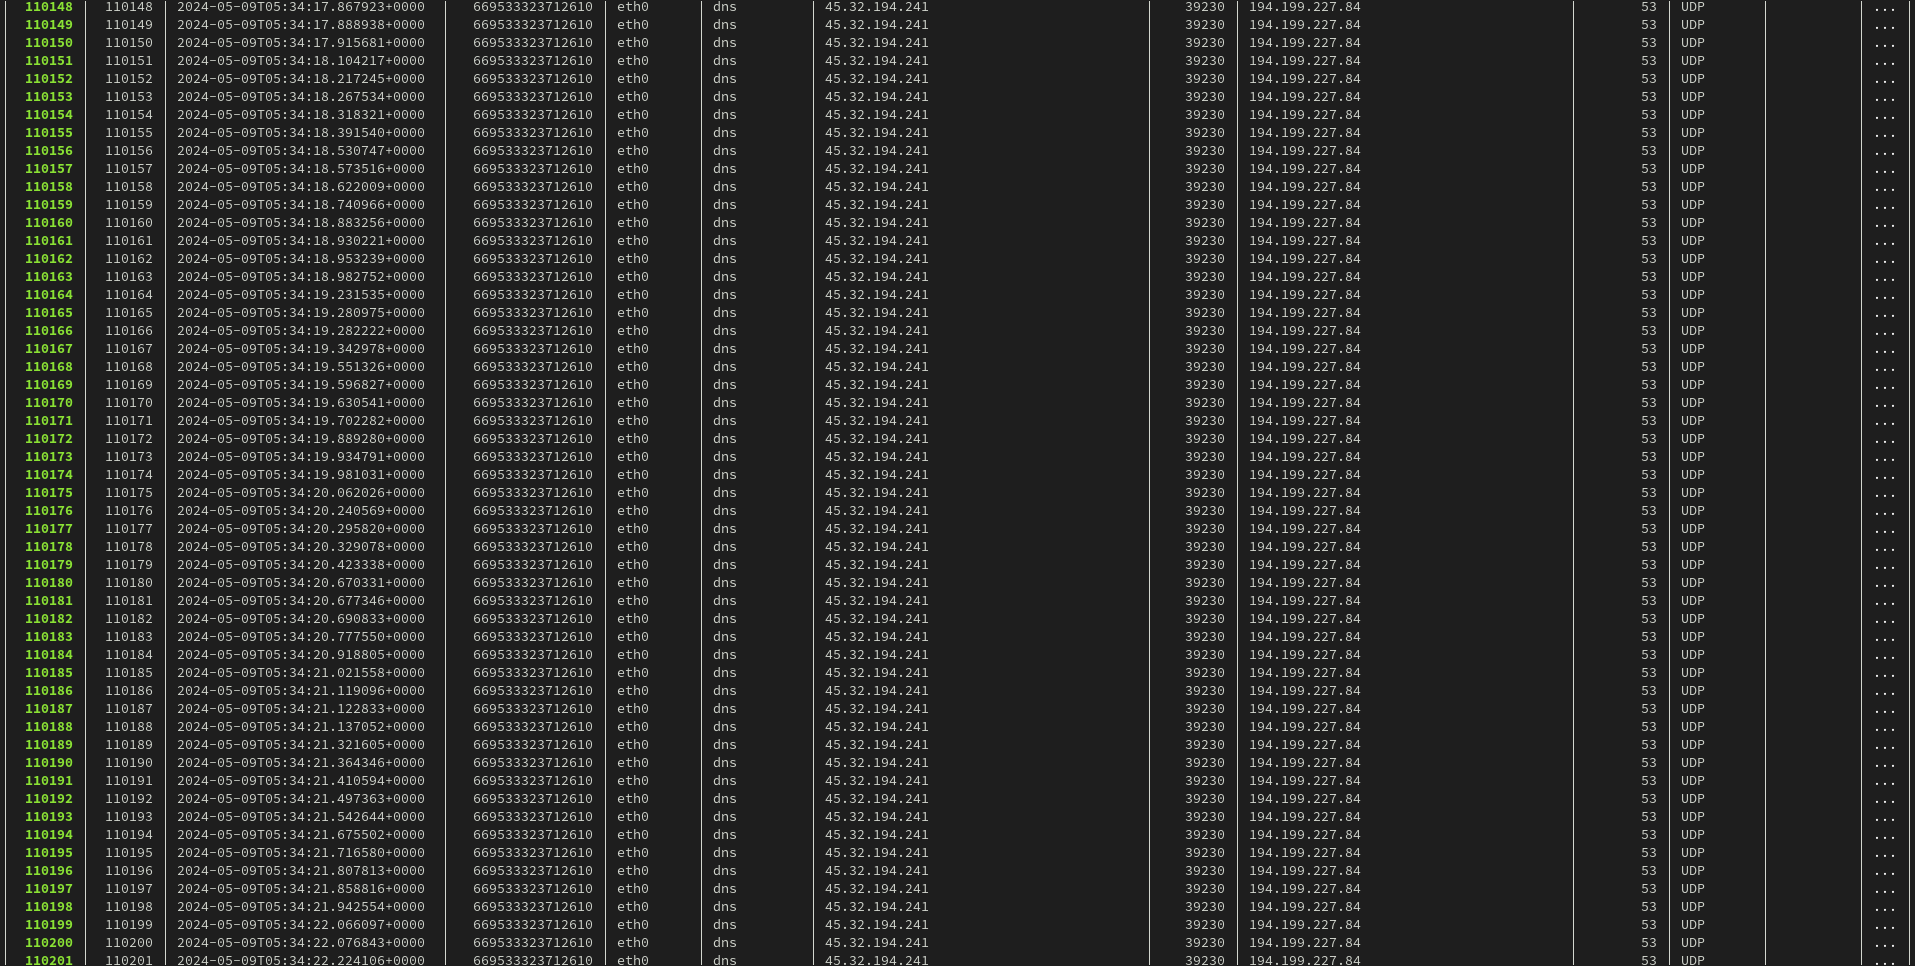 110148 110148 2024-05-09T05:34:17.867923+0000 669533323712610 eth0 dns 45.32.194.241 39230 194.199.227.84 53 UDP ...
110149 110149 2024-05-09T05:34:17.888938+0000 669533323712610 eth0 dns 45.32.194.241 39230 194.199.227.84 53 UDP ...
110150 110150 2024-05-09T05:34:17.915681+0000 669533323712610 eth0 dns 45.32.194.241 39230 194.199.227.84 53 UDP ...
110151 110151 2024-05-09T05:34:18.104217+0000 669533323712610 eth0 dns 45.32.194.241 39230 194.199.227.84 53 UDP ...
110152 110152 2024-05-09T05:34:18.217245+0000 669533323712610 eth0 dns 45.32.194.241 39230 194.199.227.84 53 UDP ...
110153 110153 2024-05-09T05:34:18.267534+0000 669533323712610 eth0 dns 45.32.194.241 39230 194.199.227.84 53 UDP ...
110154 110154 2024-05-09T05:34:18.318321+0000 669533323712610 eth0 dns 45.32.194.241 39230 194.199.227.84 53 UDP ...
110155 110155 2024-05-09T05:34:18.391540+0000 669533323712610 eth0 dns 45.32.194.241 39230 194.199.227.84 53 UDP ...
110156 110156 2024-05-09T05:34:18.530747+0000 669533323712610 eth0 dns 45.32.194.241 39230 194.199.227.84 53 UDP ...
110157 110157 2024-05-09T05:34:18.573516+0000 669533323712610 eth0 dns 45.32.194.241 39230 194.199.227.84 53 UDP ...
110158 110158 2024-05-09T05:34:18.622009+0000 669533323712610 eth0 dns 45.32.194.241 39230 194.199.227.84 53 UDP ...
110159 110159 2024-05-09T05:34:18.740966+0000 669533323712610 eth0 dns 45.32.194.241 39230 194.199.227.84 53 UDP ...
110160 110160 2024-05-09T05:34:18.883256+0000 669533323712610 eth0 dns 45.32.194.241 39230 194.199.227.84 53 UDP ...
110161 110161 2024-05-09T05:34:18.930221+0000 669533323712610 eth0 dns 45.32.194.241 39230 194.199.227.84 53 UDP ...
110162 110162 2024-05-09T05:34:18.953239+0000 669533323712610 eth0 dns 45.32.194.241 39230 194.199.227.84 53 UDP ...
110163 110163 2024-05-09T05:34:18.982752+0000 669533323712610 eth0 dns 45.32.194.241 39230 194.199.227.84 53 UDP ...
110164 110164 2024-05-09T05:34:19.231535+0000 669533323712610 eth0 dns 45.32.194.241 39230 194.199.227.84 53 UDP ...
110165 110165 2024-05-09T05:34:19.280975+0000 669533323712610 eth0 dns 45.32.194.241 39230 194.199.227.84 53 UDP ...
110166 110166 2024-05-09T05:34:19.282222+0000 669533323712610 eth0 dns 45.32.194.241 39230 194.199.227.84 53 UDP ...
110167 110167 2024-05-09T05:34:19.342978+0000 669533323712610 eth0 dns 45.32.194.241 39230 194.199.227.84 53 UDP ...
110168 110168 2024-05-09T05:34:19.551326+0000 669533323712610 eth0 dns 45.32.194.241 39230 194.199.227.84 53 UDP ...
110169 110169 2024-05-09T05:34:19.596827+0000 669533323712610 eth0 dns 45.32.194.241 39230 194.199.227.84 53 UDP ...
110170 110170 2024-05-09T05:34:19.630541+0000 669533323712610 eth0 dns 45.32.194.241 39230 194.199.227.84 53 UDP ...
110171 110171 2024-05-09T05:34:19.702282+0000 669533323712610 eth0 dns 45.32.194.241 39230 194.199.227.84 53 UDP ...
110172 110172 2024-05-09T05:34:19.889280+0000 669533323712610 eth0 dns 45.32.194.241 39230 194.199.227.84 53 UDP ...
110173 110173 2024-05-09T05:34:19.934791+0000 669533323712610 eth0 dns 45.32.194.241 39230 194.199.227.84 53 UDP ...
110174 110174 2024-05-09T05:34:19.981031+0000 669533323712610 eth0 dns 45.32.194.241 39230 194.199.227.84 53 UDP ...
110175 110175 2024-05-09T05:34:20.062026+0000 669533323712610 eth0 dns 45.32.194.241 39230 194.199.227.84 53 UDP ...
110176 110176 2024-05-09T05:34:20.240569+0000 669533323712610 eth0 dns 45.32.194.241 39230 194.199.227.84 53 UDP ...
110177 110177 2024-05-09T05:34:20.295820+0000 669533323712610 eth0 dns 45.32.194.241 39230 194.199.227.84 53 UDP ...
110178 110178 2024-05-09T05:34:20.329078+0000 669533323712610 eth0 dns 45.32.194.241 39230 194.199.227.84 53 UDP ...
110179 110179 2024-05-09T05:34:20.423338+0000 669533323712610 eth0 dns 45.32.194.241 39230 194.199.227.84 53 UDP ...
110180 110180 2024-05-09T05:34:20.670331+0000 669533323712610 eth0 dns 45.32.194.241 39230 194.199.227.84 53 UDP ...
110181 110181 2024-05-09T05:34:20.677346+0000 669533323712610 eth0 dns 45.32.194.241 39230 194.199.227.84 53 UDP ...
110182 110182 2024-05-09T05:34:20.690833+0000 669533323712610 eth0 dns 45.32.194.241 39230 194.199.227.84 53 UDP ...
110183 110183 2024-05-09T05:34:20.777550+0000 669533323712610 eth0 dns 45.32.194.241 39230 194.199.227.84 53 UDP ...
110184 110184 2024-05-09T05:34:20.918805+0000 669533323712610 eth0 dns 45.32.194.241 39230 194.199.227.84 53 UDP ...
110185 110185 2024-05-09T05:34:21.021558+0000 669533323712610 eth0 dns 45.32.194.241 39230 194.199.227.84 53 UDP ...
110186 110186 2024-05-09T05:34:21.119096+0000 669533323712610 eth0 dns 45.32.194.241 39230 194.199.227.84 53 UDP ...
110187 110187 2024-05-09T05:34:21.122833+0000 669533323712610 eth0 dns 45.32.194.241 39230 194.199.227.84 53 UDP ...
110188 110188 2024-05-09T05:34:21.137052+0000 669533323712610 eth0 dns 45.32.194.241 39230 194.199.227.84 53 UDP ...
110189 110189 2024-05-09T05:34:21.321605+0000 669533323712610 eth0 dns 45.32.194.241 39230 194.199.227.84 53 UDP ...
110190 110190 2024-05-09T05:34:21.364346+0000 669533323712610 eth0 dns 45.32.194.241 39230 194.199.227.84 53 UDP ...
110191 110191 2024-05-09T05:34:21.410594+0000 669533323712610 eth0 dns 45.32.194.241 39230 194.199.227.84 53 UDP ...
110192 110192 2024-05-09T05:34:21.497363+0000 669533323712610 eth0 dns 45.32.194.241 39230 194.199.227.84 53 UDP ...
110193 110193 2024-05-09T05:34:21.542644+0000 669533323712610 eth0 dns 45.32.194.241 39230 194.199.227.84 53 UDP ...
110194 110194 2024-05-09T05:34:21.675502+0000 669533323712610 eth0 dns 45.32.194.241 39230 194.199.227.84 53 UDP ...
110195 110195 2024-05-09T05:34:21.716580+0000 669533323712610 eth0 dns 45.32.194.241 39230 194.199.227.84 53 UDP ...
110196 110196 2024-05-09T05:34:21.807813+0000 669533323712610 eth0 dns 45.32.194.241 39230 194.199.227.84 53 UDP ...
110197 110197 2024-05-09T05:34:21.858816+0000 669533323712610 eth0 dns 45.32.194.241 39230 194.199.227.84 53 UDP ...
110198 110198 2024-05-09T05:34:21.942554+0000 669533323712610 eth0 dns 45.32.194.241 39230 194.199.227.84 53 UDP ...
110199 110199 2024-05-09T05:34:22.066097+0000 669533323712610 eth0 dns 45.32.194.241 39230 194.199.227.84 53 UDP ...
110200 110200 2024-05-09T05:34:22.076843+0000 669533323712610 eth0 dns 45.32.194.241 39230 194.199.227.84 53 UDP ...
110201 110201 2024-05-09T05:34:22.224106+0000 669533323712610 eth0 dns 45.32.194.241 39230 194.199.227.84 53 UDP ...